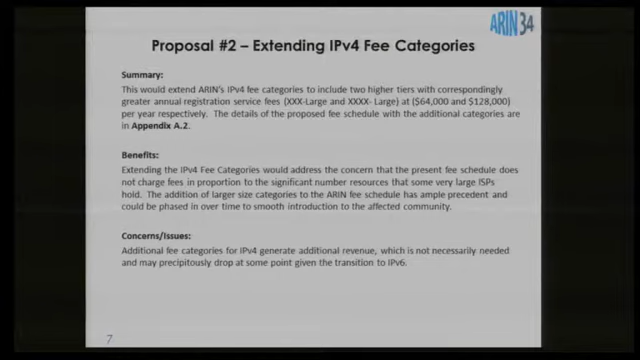 ARIN34
Proposal #2 – Extending IPv4 Fee Categories
Summary:
This would extend ARIN's IPv4 fee categories to include two higher tiers with correspondingly
greater annual registration service fees (XXX-Large and XXXX- Large) at ($64,000 and $128,000)
per year respectively. The details of the proposed fee schedule with the additional categories are
in Appendix A.2.
Benefits:
Extending the IPv4 Fee Categories would address the concern that the present fee schedule does
not charge fees in proportion to the significant number resources that some very large ISPs
hold. The addition of larger size categories to the ARIN fee schedule has ample precedent and
could be phased in over time to smooth introduction to the affected community.
Concerns/Issues:
Additional fee categories for IPv4 generate additional revenue, which is not necessarily needed
and may precipitously drop at some point given the transition to IPv6.
7